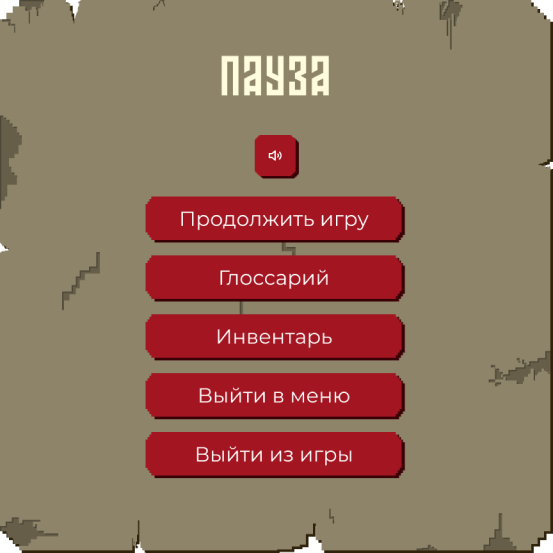 ПАУЗА
Продолжить игру
Глоссарий
Инвентарь
Выйти в меню
Выйти из игры